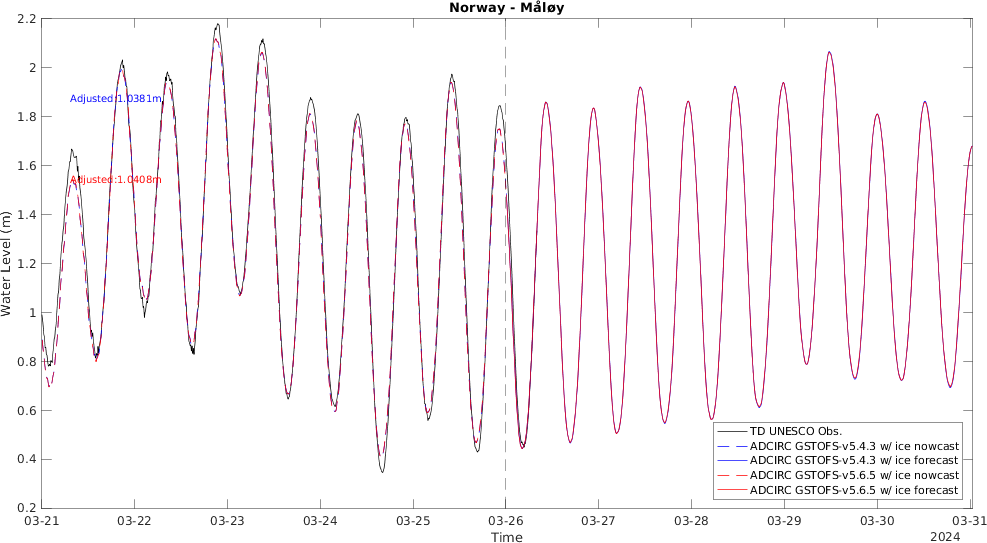 Norway - Måløy
2.2
2
1.8
1.6
1.4
1.2
1
0.8
0.6
0.4
0.2
Water Level (m)
Adjusted:1.0381m
Adjusted:1.0408m
TD UNESCO Obs.
ADCIRC GSTOFS-v5.4.3 w/ ice nowcast
ADCIRC GSTOFS-v5.4.3 w/ ice forecast
ADCIRC GSTOFS-v5.6.5 w/ ice nowcast
ADCIRC GSTOFS-v5.6.5 w/ ice forecast
03-21 03-22 03-23 03-24 03-25 03-26 03-27 03-28 03-29 03-30 03-31
Time
2024